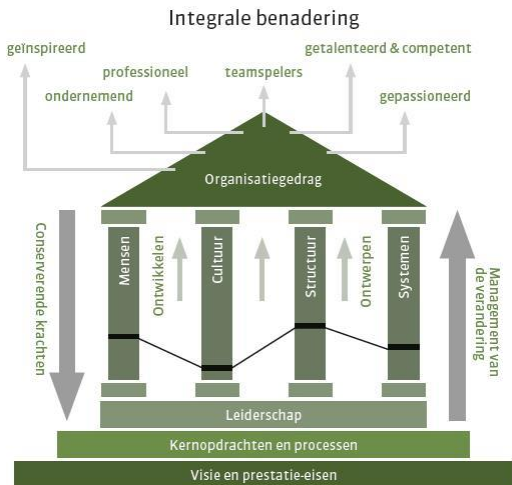 Integrale benadering
geïnspireerd
getalenteerd & competent
professioneel
teamspelers
ondernemend
gepassioneerd
Organisatiegedrag
Conserverende krachten
Mensen
Ontwikkelen
Cultuur
Structuur
Ontwerpen
Systemen
Management van
de verandering
Leiderschap
Kernopdrachten en processen
Visie en prestatie-eisen